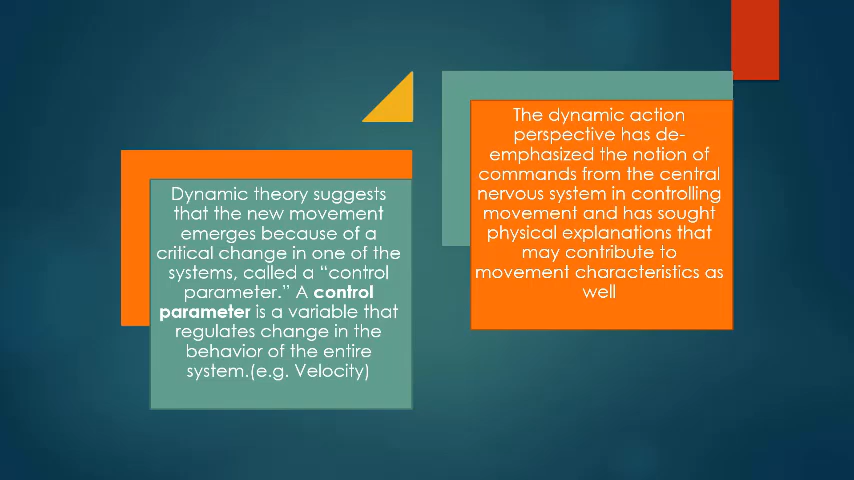 Dynamic theory suggests
that the new movement
emerges because of a
critical change in one of the
systems, called a “control
parameter.” A control
parameter is a variable that
regulates change in the
behavior of the entire
system.(e.g. Velocity)
The dynamic action
perspective has de-
emphasized the notion of
commands from the central
nervous system in controlling
movement and has sought
physical explanations that
may contribute to
movement characteristics as
well